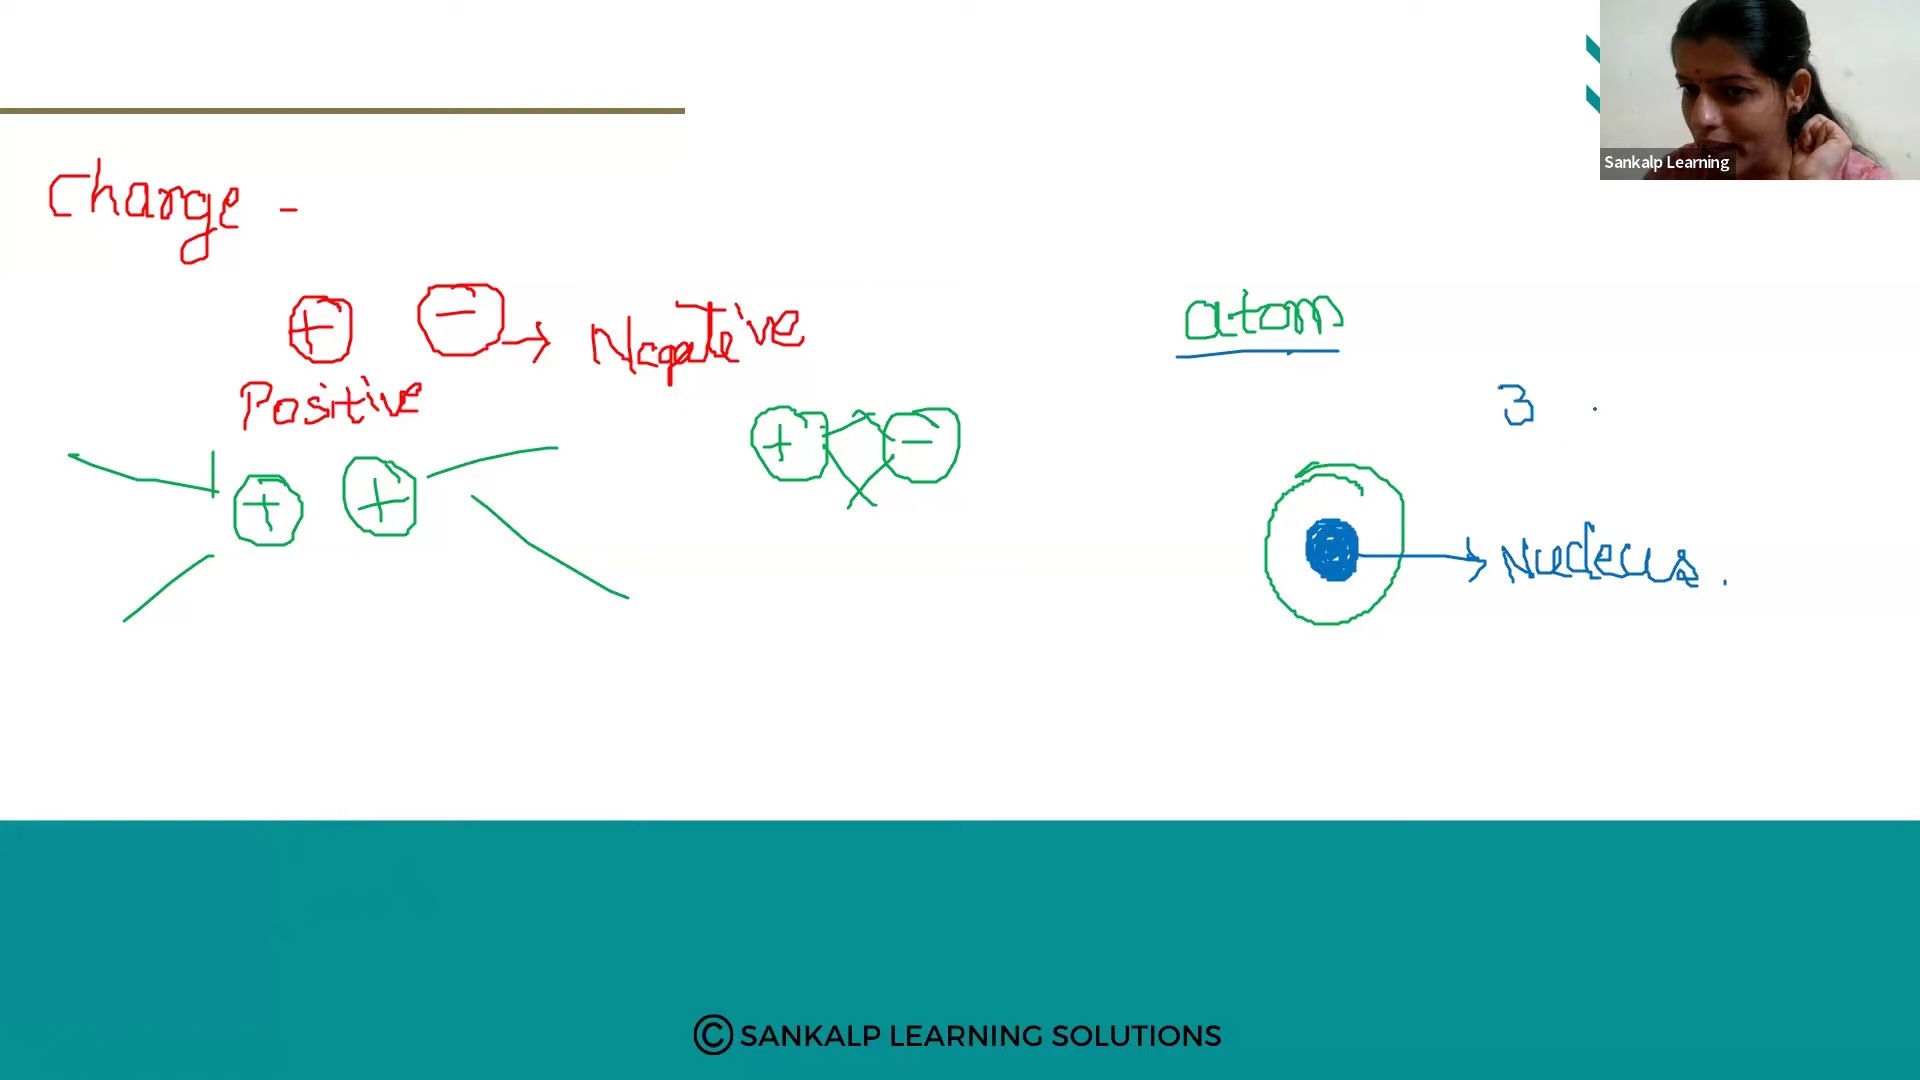 Sankalp Learning
Charge -
+ -
Negative
Positive
+ +
+ -
atom
3 .
Nucleus.
© SANKALP LEARNING SOLUTIONS